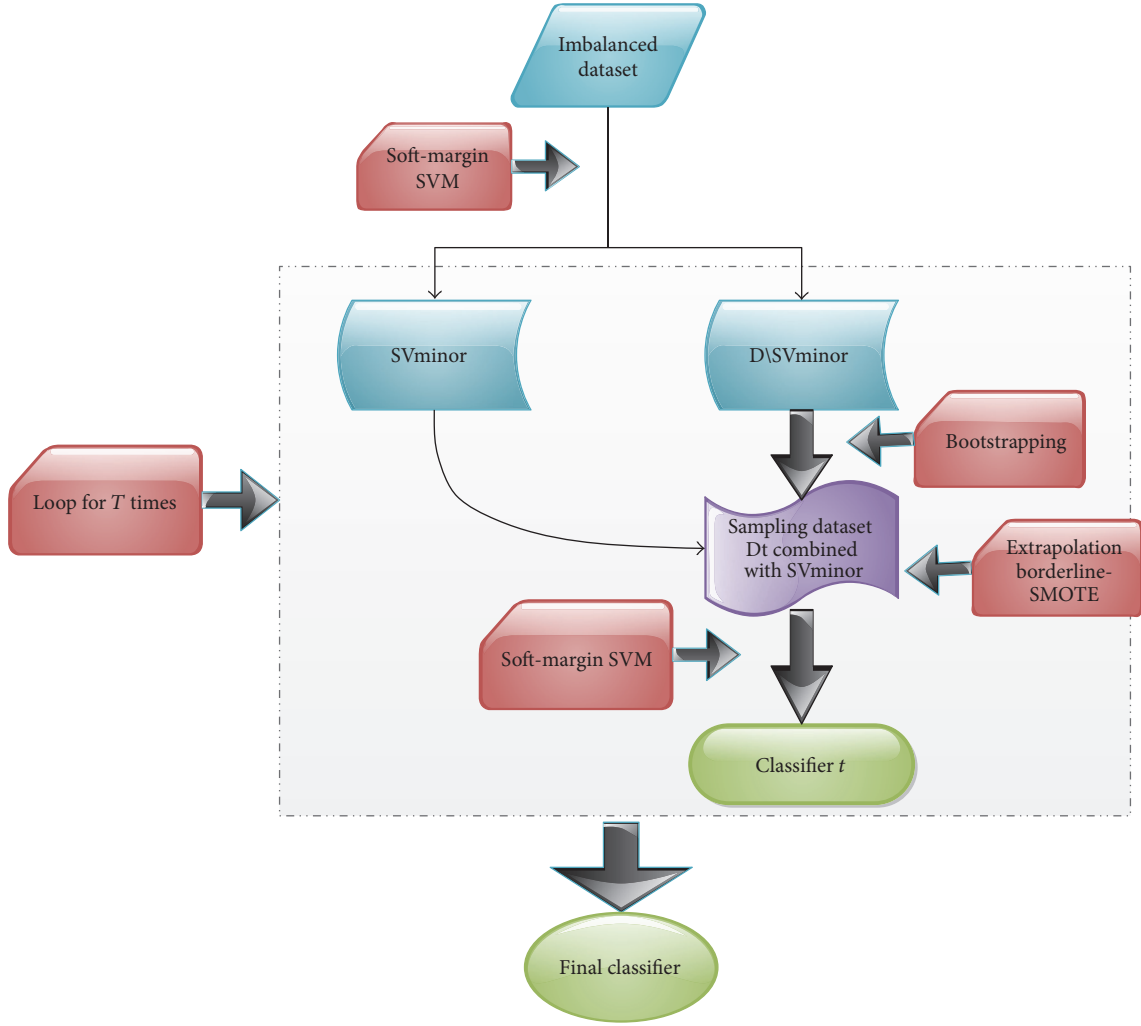 Imbalanced
dataset
Soft-margin
SVM
SVminor
D\SVminor
Bootstrapping
Loop for T times
Sampling dataset
Dt combined
with SVminor
Extrapolation
borderline-
SMOTE
Soft-margin SVM
Classifier t
Final classifier